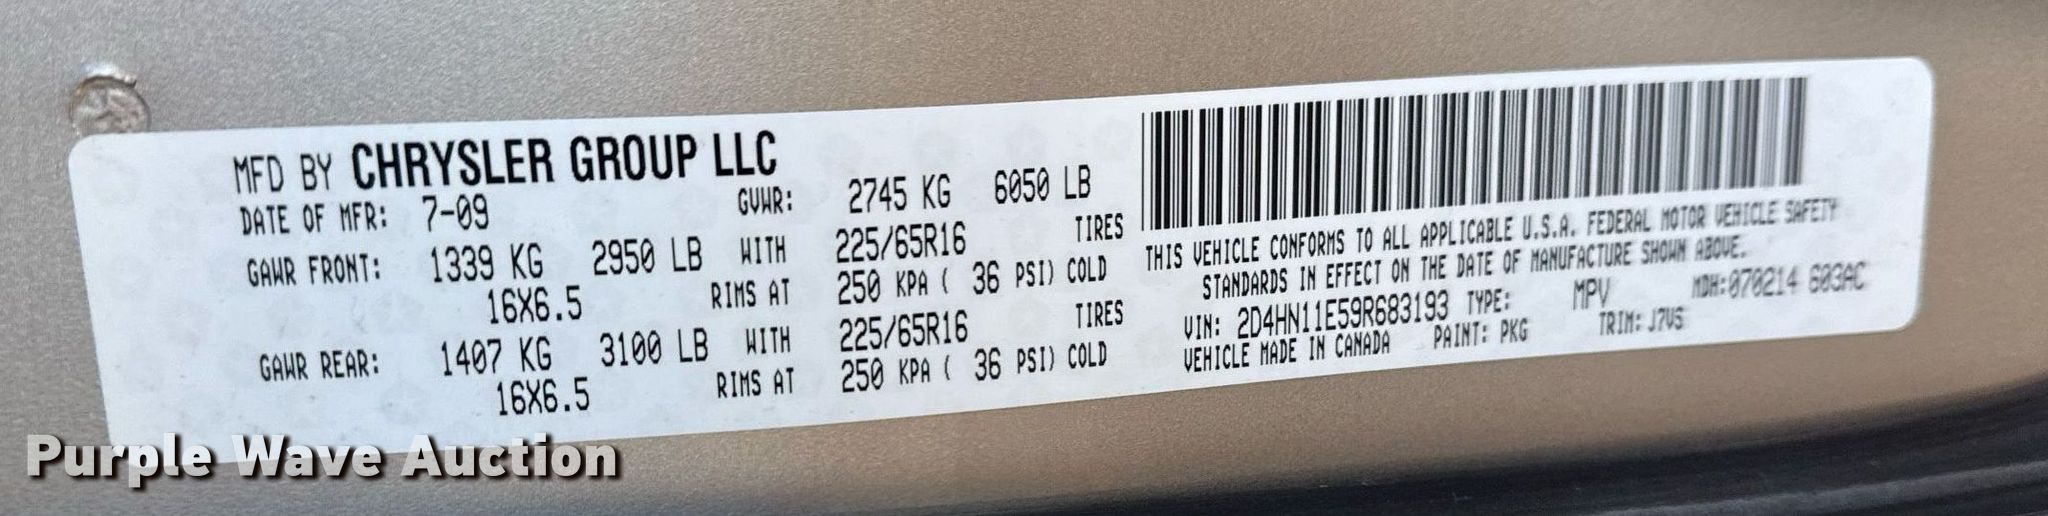 MFD BY CHRYSLER GROUP LLC
DATE OF MFR: 7-09 GVWR: 2745 KG 6050 LB
GAWR FRONT: 1339 KG 2950 LB WITH 225/65R16 TIRES
16X6.5 RIMS AT 250 KPA ( 36 PSI) COLD
GAWR REAR: 1407 KG 3100 LB WITH 225/65R16 TIRES
16X6.5 RIMS AT 250 KPA ( 36 PSI) COLD
THIS VEHICLE CONFORMS TO ALL APPLICABLE U.S.A. FEDERAL MOTOR VEHICLE SAFETY
STANDARDS IN EFFECT ON THE DATE OF MANUFACTURE SHOWN ABOVE.
VIN: 2D4HN11E59R683193 TYPE: MPV MDH:070214 603AC
VEHICLE MADE IN CANADA PAINT: PKG TRIM: J7VS
Purple Wave Auction